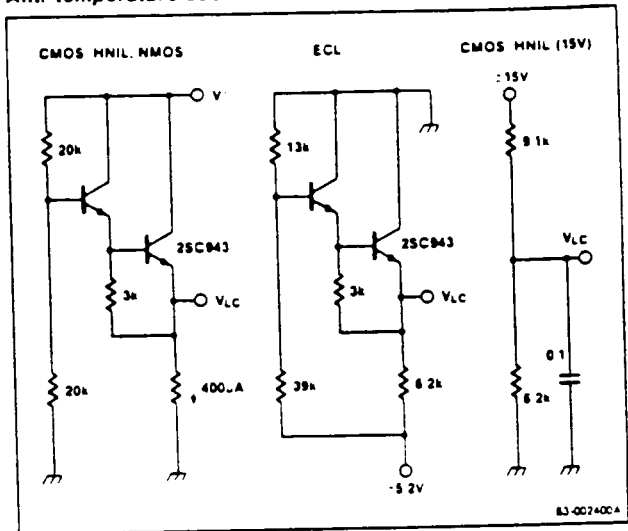 CMOS HNIL. NMOS
ECL
CMOS HNIL (15V)
V
20k
2SC943
3k
VLC
20k
400µA
13k
2SC943
3k
VLC
39k
6.2k
-5.2V
15V
9.1k
VLC
0.1
6.2k
83-002400A